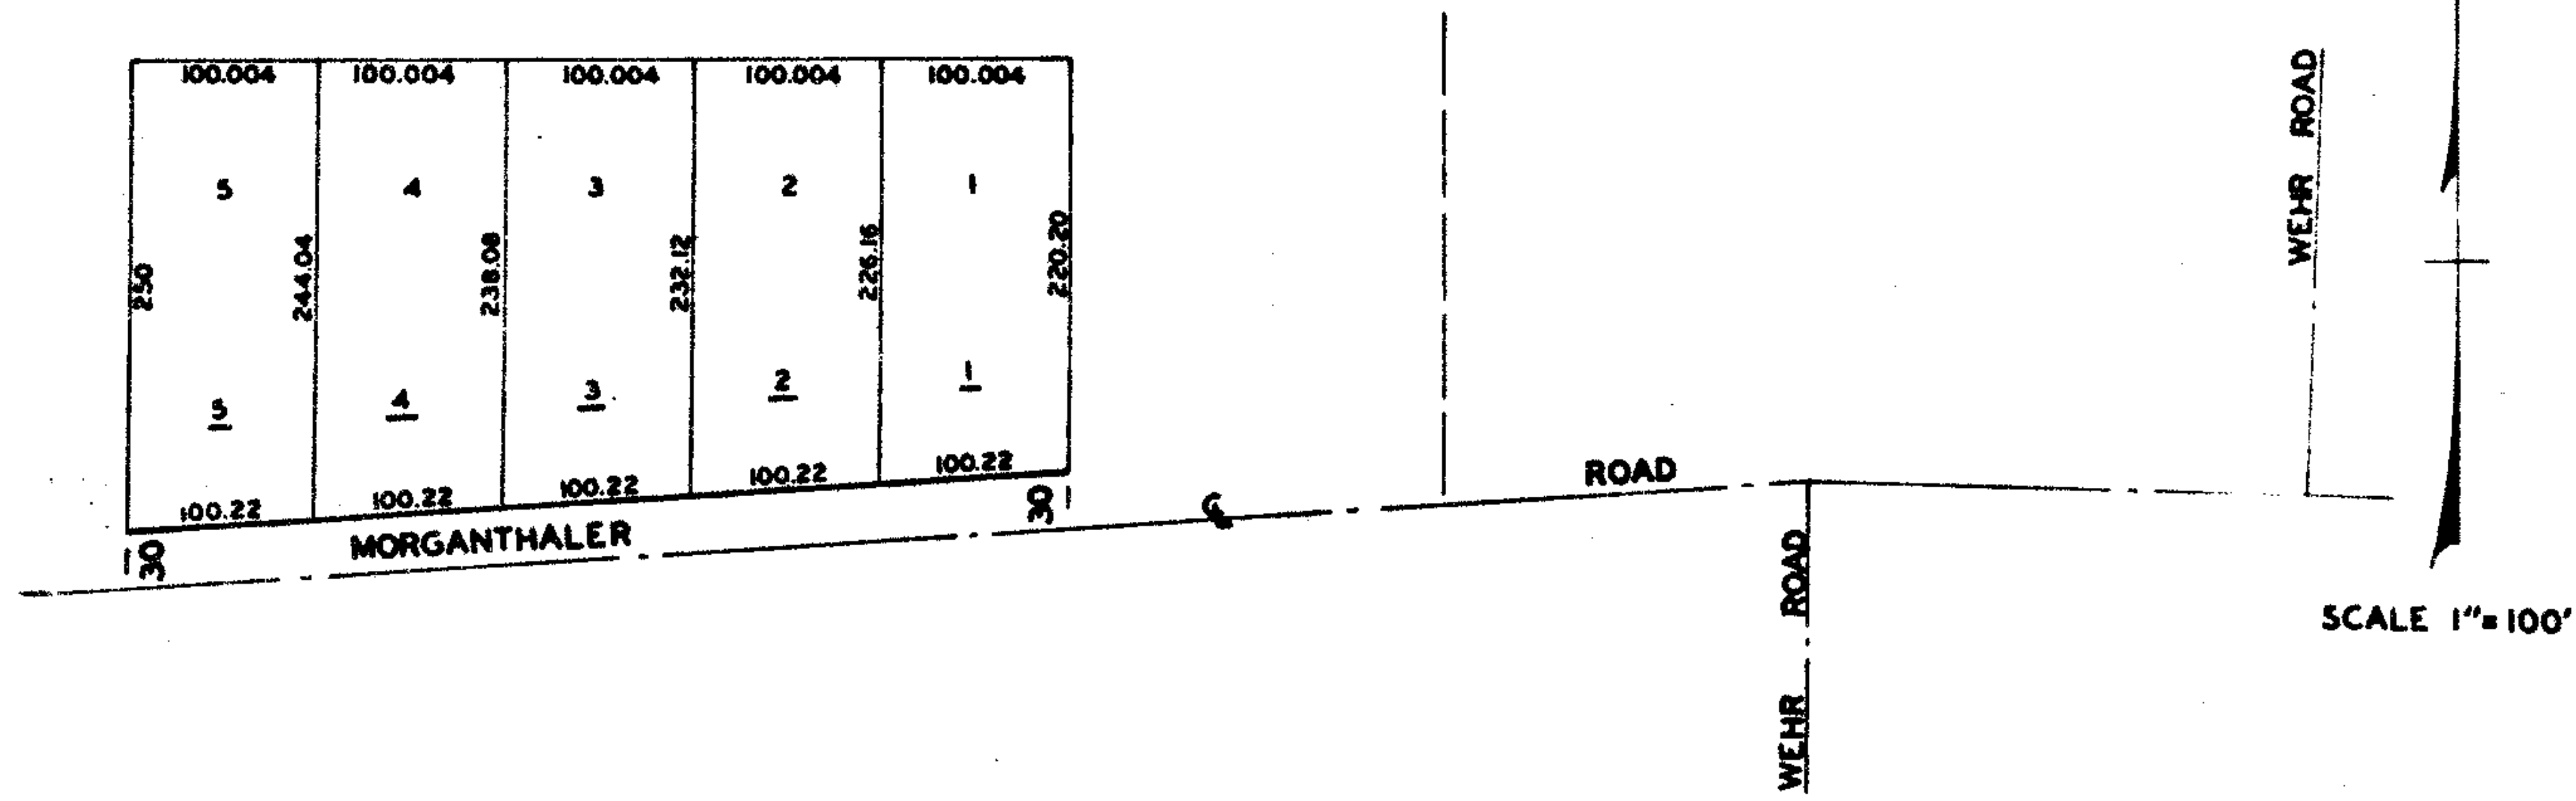 100.004 100.004 100.004 100.004 100.004
5 4 3 2 1
250 244.04 238.08 232.12 226.16 220.20
5 4 3 2 1
100.22 100.22 100.22 100.22 100.22
30 30
MORGANTHALER ROAD
℄
WEHR ROAD
WEHR ROAD
SCALE 1"=100'